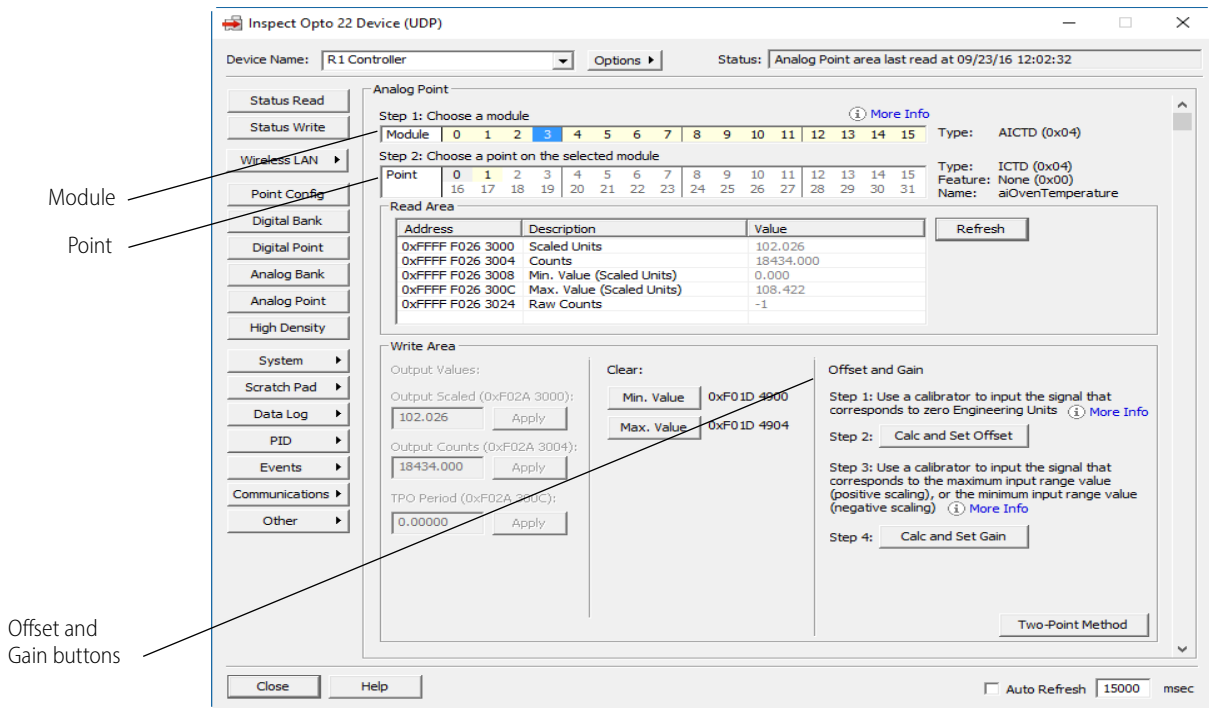 Inspect Opto 22 Device (UDP)
Device Name: R1 Controller Options Status: Analog Point area last read at 09/23/16 12:02:32
Status Read
Status Write
Wireless LAN
Point Config
Digital Bank
Digital Point
Analog Bank
Analog Point
High Density
System
Scratch Pad
Data Log
PID
Events
Communications
Other
Module
Point
Offset and
Gain buttons
Analog Point
Step 1: Choose a module More Info
Module 0 1 2 3 4 5 6 7 8 9 10 11 12 13 14 15 Type: AICTD (0x04)
Step 2: Choose a point on the selected module
Point 0 1 2 3 4 5 6 7 8 9 10 11 12 13 14 15
16 17 18 19 20 21 22 23 24 25 26 27 28 29 30 31
Type: ICTD (0x04)
Feature: None (0x00)
Name: aiOvenTemperature
Read Area
Address Description Value
0xFFFF F026 3000 Scaled Units 102.026
0xFFFF F026 3004 Counts 18434.000
0xFFFF F026 3008 Min. Value (Scaled Units) 0.000
0xFFFF F026 300C Max. Value (Scaled Units) 108.422
0xFFFF F026 3024 Raw Counts -1
Refresh
Write Area
Output Values:
Output Scaled (0xF02A 3000):
102.026 Apply
Output Counts (0xF02A 3004):
18434.000 Apply
TPO Period (0xF02A 300C):
0.00000 Apply
Clear:
Min. Value 0xF01D 4900
Max. Value 0xF01D 4904
Offset and Gain
Step 1: Use a calibrator to input the signal that
corresponds to zero Engineering Units More Info
Step 2: Calc and Set Offset
Step 3: Use a calibrator to input the signal that
corresponds to the maximum input range value
(positive scaling), or the minimum input range value
(negative scaling) More Info
Step 4: Calc and Set Gain
Two-Point Method
Close Help Auto Refresh 15000 msec